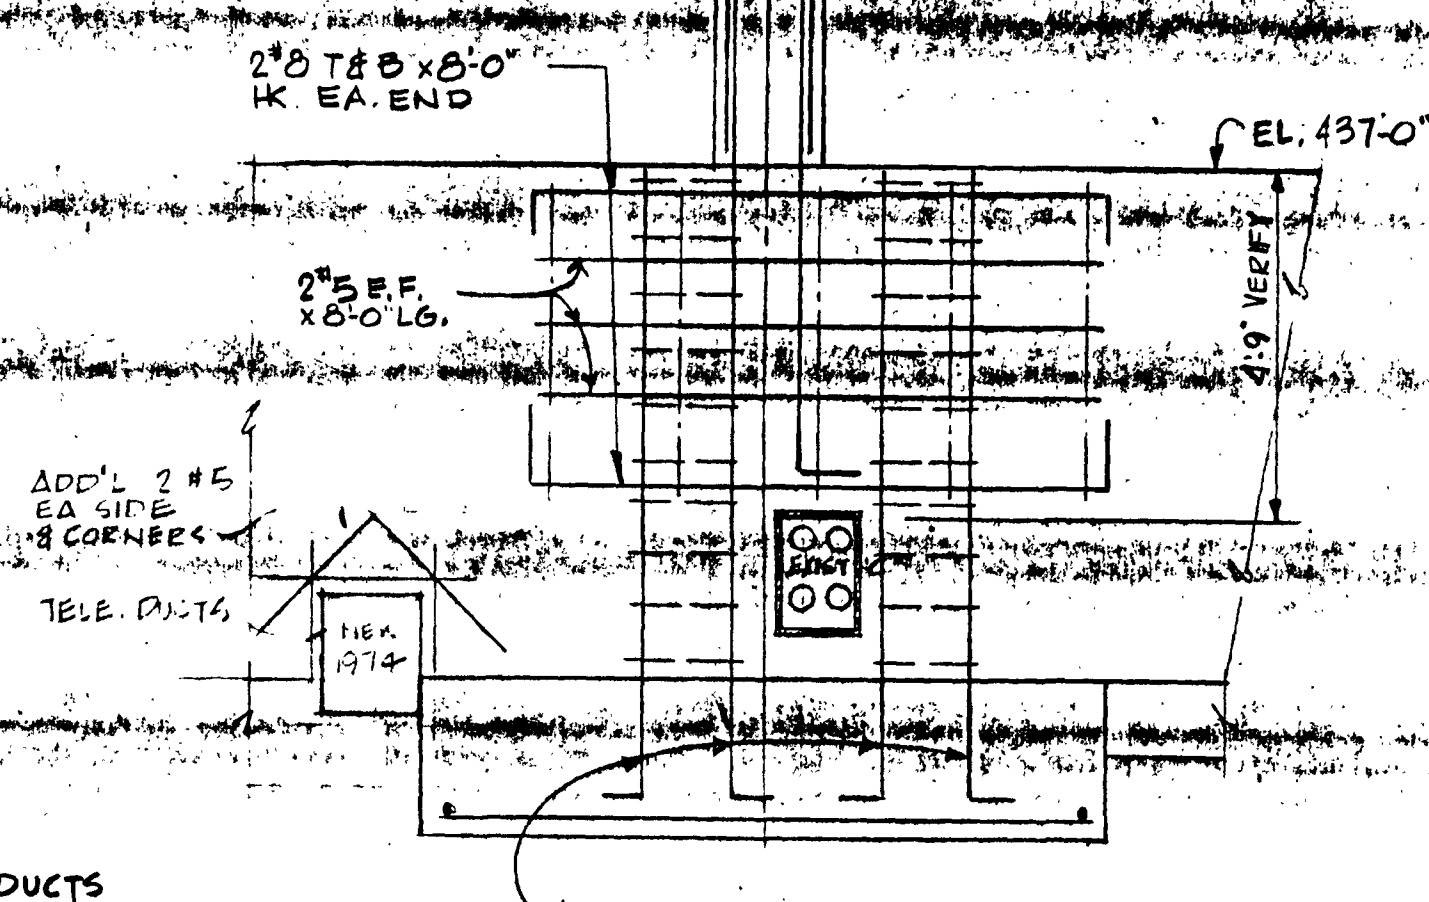 2#8 T&B x8'-0"
HK. EA. END
EL. 437'-0"
2#5 E.F.
x 8'-0" LG.
4'-9" VERIFY
ADD'L 2 #5
EA SIDE
& CORNERS
TELE. DUCTS
1974
EXIST
DUCTS